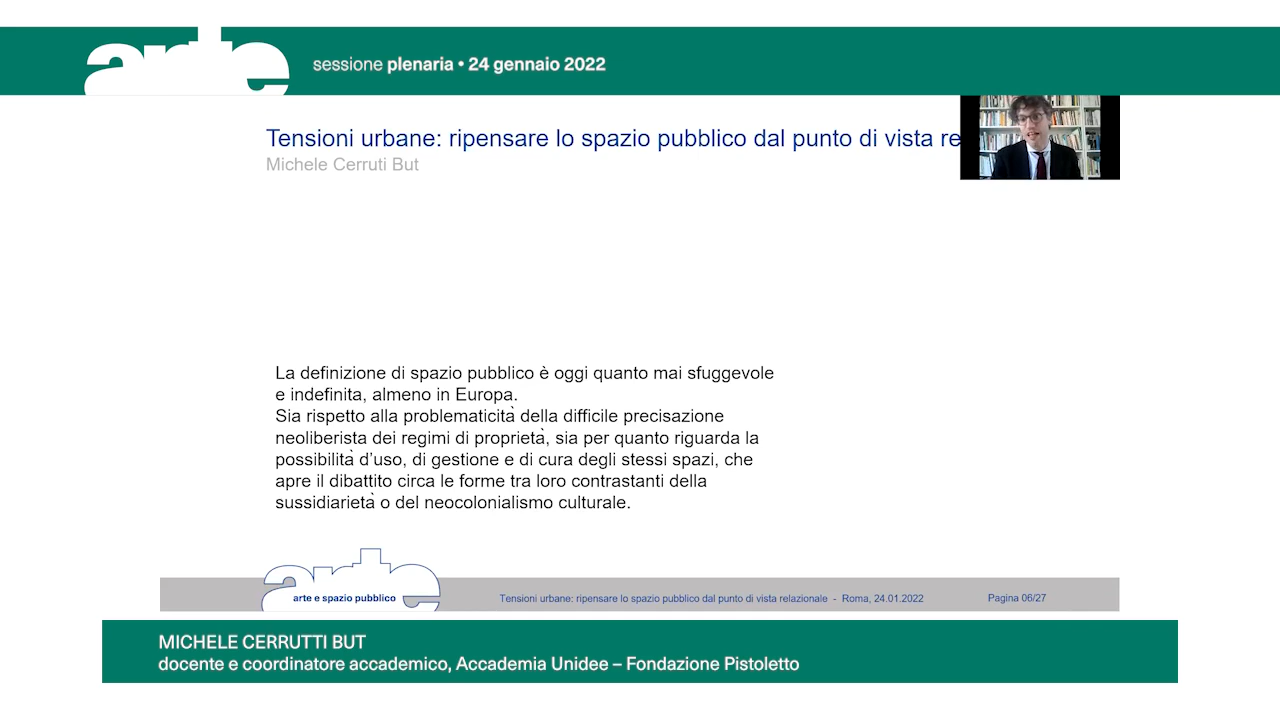 arte
sessione plenaria • 24 gennaio 2022
Tensioni urbane: ripensare lo spazio pubblico dal punto di vista re
Michele Cerruti But
La definizione di spazio pubblico è oggi quanto mai sfuggevole
e indefinita, almeno in Europa.
Sia rispetto alla problematicità della difficile precisazione
neoliberista dei regimi di proprietà, sia per quanto riguarda la
possibilità d’uso, di gestione e di cura degli stessi spazi, che
apre il dibattito circa le forme tra loro contrastanti della
sussidiarietà o del neocolonialismo culturale.
arte
arte e spazio pubblico
Tensioni urbane: ripensare lo spazio pubblico dal punto di vista relazionale - Roma, 24.01.2022
Pagina 06/27
MICHELE CERRUTTI BUT
docente e coordinatore accademico, Accademia Unidee – Fondazione Pistoletto